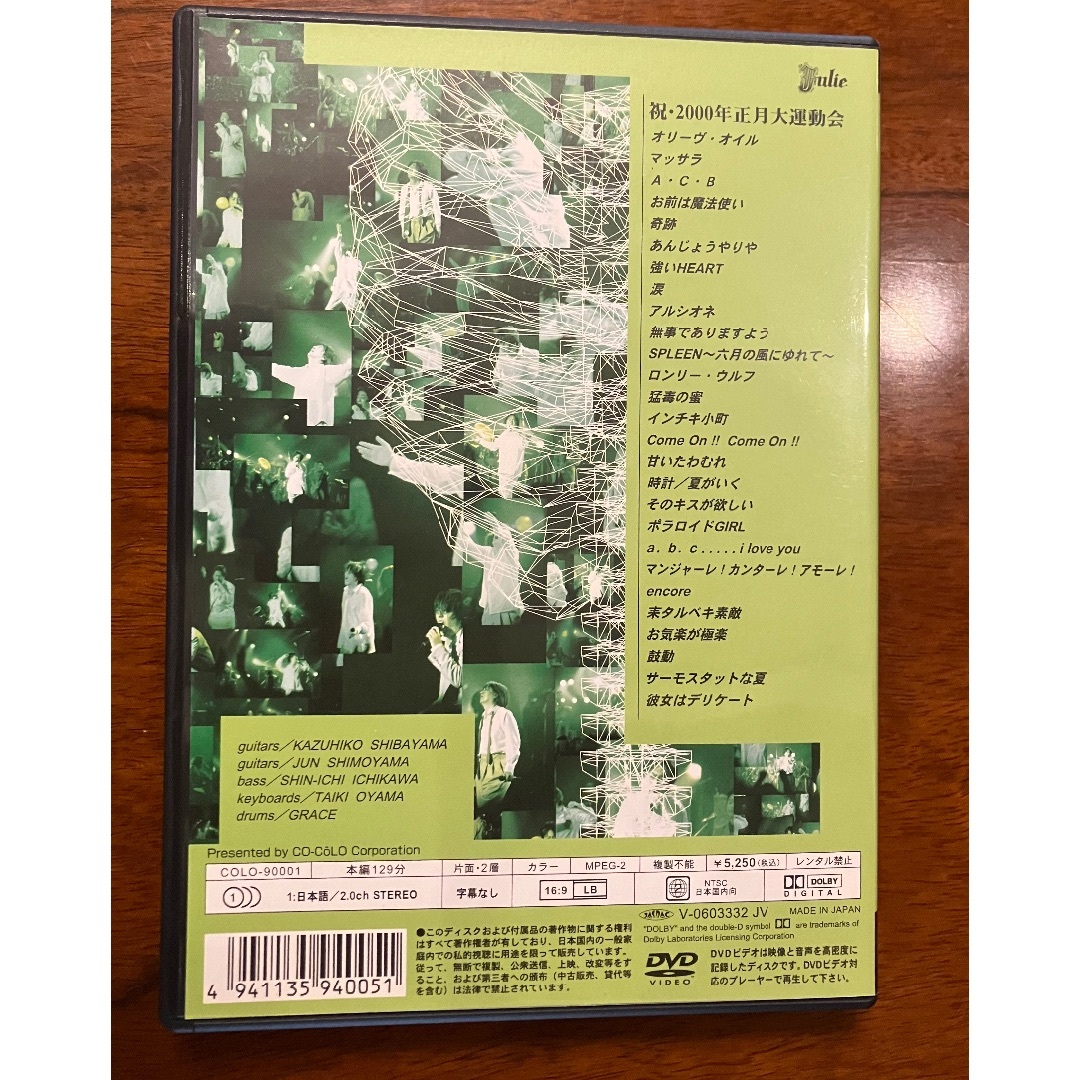 Julie
祝・2000年正月大運動会
オリーヴ・オイル
マッサラ
A・C・B
お前は魔法使い
奇跡
あんじょうやりや
強いHEART
涙
アルシオネ
無事でありますよう
SPLEEN～六月の風にゆれて～
ロンリー・ウルフ
猛毒の蜜
インチキ小町
Come On !! Come On !!
甘いたわむれ
時計／夏がいく
そのキスが欲しい
ポラロイドGIRL
a. b. c.....i love you
マンジャーレ！カンターレ！アモーレ！
encore
耒タルベキ素敵
お気楽が極楽
鼓動
サーモスタットな夏
彼女はデリケート
guitars／KAZUHIKO SHIBAYAMA
guitars／JUN SHIMOYAMA
bass／SHIN-ICHI ICHIKAWA
keyboards／TAIKI OYAMA
drums／GRACE
Presented by CO-CōLO Corporation
COLO-90001 本編129分 片面・2層 カラー MPEG-2 複製不能 ￥5,250(税込) レンタル禁止
1 1:日本語／2.0ch STEREO 字幕なし 16:9 LB 2 NTSC 日本国内向 DOLBY DIGITAL
JASRAC V-0603332 JV MADE IN JAPAN
"DOLBY" and the double-D symbol are trademarks of
Dolby Laboratories Licensing Corporation
●このディスクおよび付属品の著作物に関する権利
はすべて著作権者が有しており、日本国内の一般家
庭内での私的視聴に用途を限って販売しています。
従って、無断で複製、公衆送信、上映、改変等をす
ること、および第三者への頒布（中古販売、貸代等
を含む）は法律で禁止されています。
DVD VIDEO
DVDビデオは映像と音声を高密度に
記録したディスクです。DVDビデオ対
応のプレーヤーで再生して下さい。
4 941135 940051